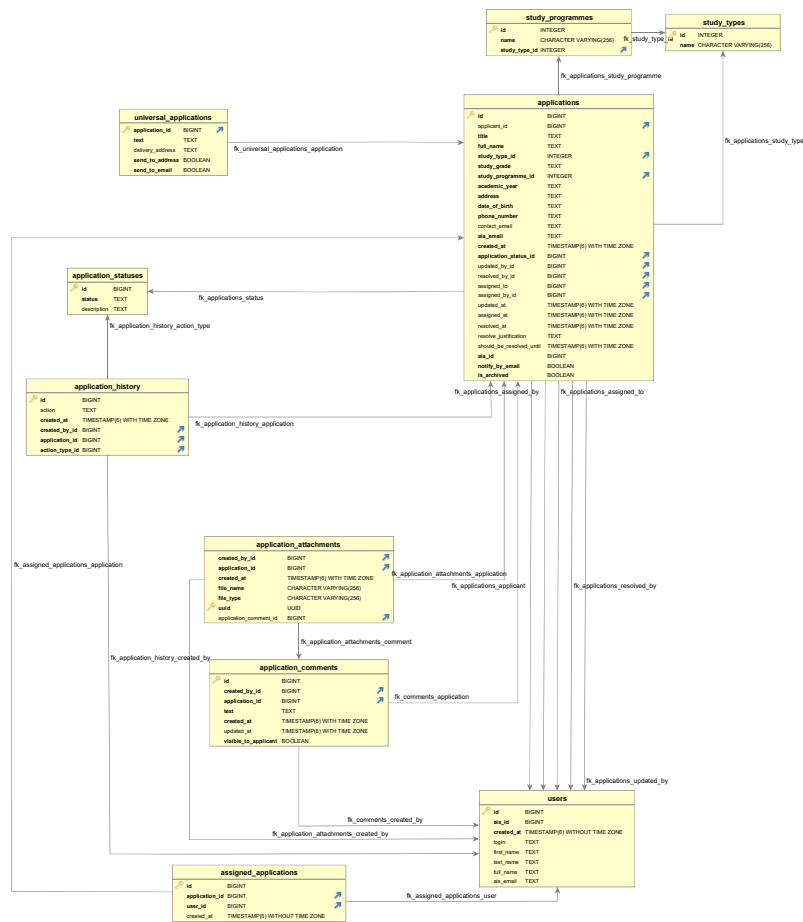 study_programmes
id INTEGER
name CHARACTER VARYING(256)
study_type_id INTEGER
study_types
id INTEGER
name CHARACTER VARYING(256)
fk_study_type_id
fk_applications_study_programme
fk_applications_study_type
applications
id BIGINT
applicant_id BIGINT
title TEXT
full_name TEXT
study_type_id INTEGER
study_grade TEXT
study_programme_id INTEGER
academic_year TEXT
address TEXT
date_of_birth TEXT
phone_number TEXT
contact_email TEXT
ais_email TEXT
created_at TIMESTAMP(6) WITH TIME ZONE
application_status_id BIGINT
updated_by_id BIGINT
resolved_by_id BIGINT
assigned_to BIGINT
assigned_by_id BIGINT
updated_at TIMESTAMP(6) WITH TIME ZONE
assigned_at TIMESTAMP(6) WITH TIME ZONE
resolved_at TIMESTAMP(6) WITH TIME ZONE
resolve_justification TEXT
should_be_resolved_until TIMESTAMP(6) WITH TIME ZONE
ais_id BIGINT
notify_by_email BOOLEAN
is_archived BOOLEAN
universal_applications
application_id BIGINT
text TEXT
delivery_address TEXT
send_to_address BOOLEAN
send_to_email BOOLEAN
fk_universal_applications_application
application_statuses
id BIGINT
status TEXT
description TEXT
fk_applications_status
fk_application_history_action_type
application_history
id BIGINT
action TEXT
created_at TIMESTAMP(6) WITH TIME ZONE
created_by_id BIGINT
application_id BIGINT
action_type_id BIGINT
fk_application_history_application
fk_applications_assigned_by
fk_applications_assigned_to
application_attachments
created_by_id BIGINT
application_id BIGINT
created_at TIMESTAMP(6) WITH TIME ZONE
file_name CHARACTER VARYING(256)
file_type CHARACTER VARYING(256)
uuid UUID
application_comment_id BIGINT
fk_assigned_applications_application
fk_application_attachments_application
fk_applications_applicant
fk_applications_resolved_by
fk_application_attachments_comment
fk_application_history_created_by
application_comments
id BIGINT
created_by_id BIGINT
application_id BIGINT
text TEXT
created_at TIMESTAMP(6) WITH TIME ZONE
updated_at TIMESTAMP(6) WITH TIME ZONE
visible_to_applicant BOOLEAN
fk_comments_application
fk_applications_updated_by
users
id BIGINT
ais_id BIGINT
created_at TIMESTAMP(6) WITHOUT TIME ZONE
login TEXT
first_name TEXT
last_name TEXT
full_name TEXT
ais_email TEXT
fk_comments_created_by
fk_application_attachments_created_by
assigned_applications
id BIGINT
application_id BIGINT
user_id BIGINT
created_at TIMESTAMP(6) WITHOUT TIME ZONE
fk_assigned_applications_user